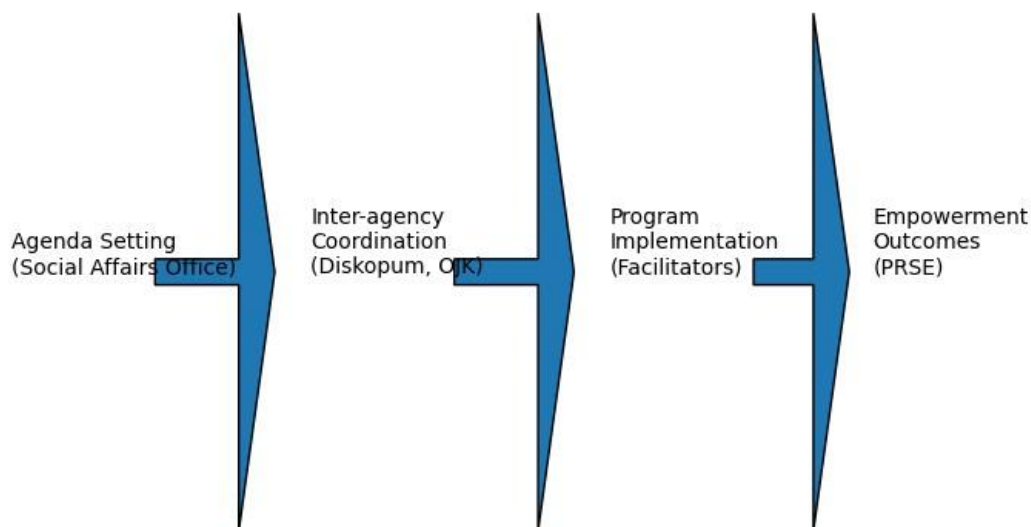 Agenda Setting
(Social Affairs Office)
Inter-agency
Coordination
(Diskopum, OJK)
Program
Implementation
(Facilitators)
Empowerment
Outcomes
(PRSE)